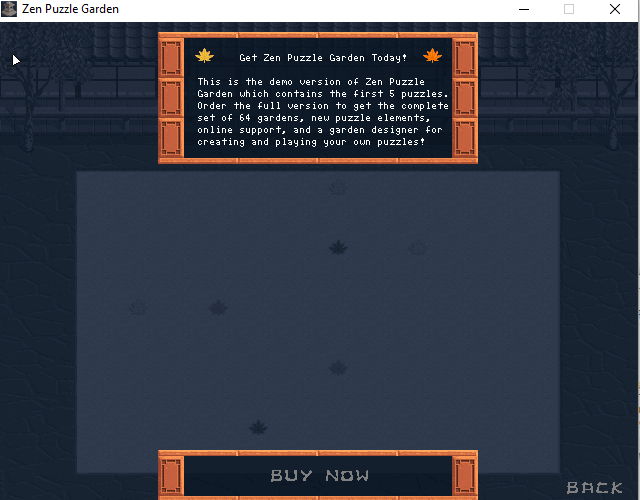 Zen Puzzle Garden
Get Zen Puzzle Garden Today!
This is the demo version of Zen Puzzle
Garden which contains the first 5 puzzles.
Order the full version to get the complete
set of 64 gardens, new puzzle elements,
online support, and a garden designer for
creating and playing your own puzzles!
BUY NOW
BACK